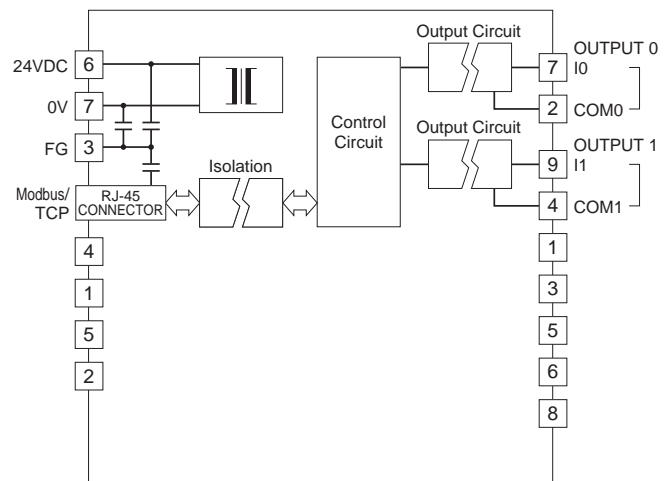 24VDC
6
0V
7
FG
3
Modbus/
TCP
RJ-45
CONNECTOR
4
1
5
2
Isolation
Control
Circuit
Output Circuit
OUTPUT 0
7
I0
2
COM0
Output Circuit
OUTPUT 1
9
I1
4
COM1
1
3
5
6
8